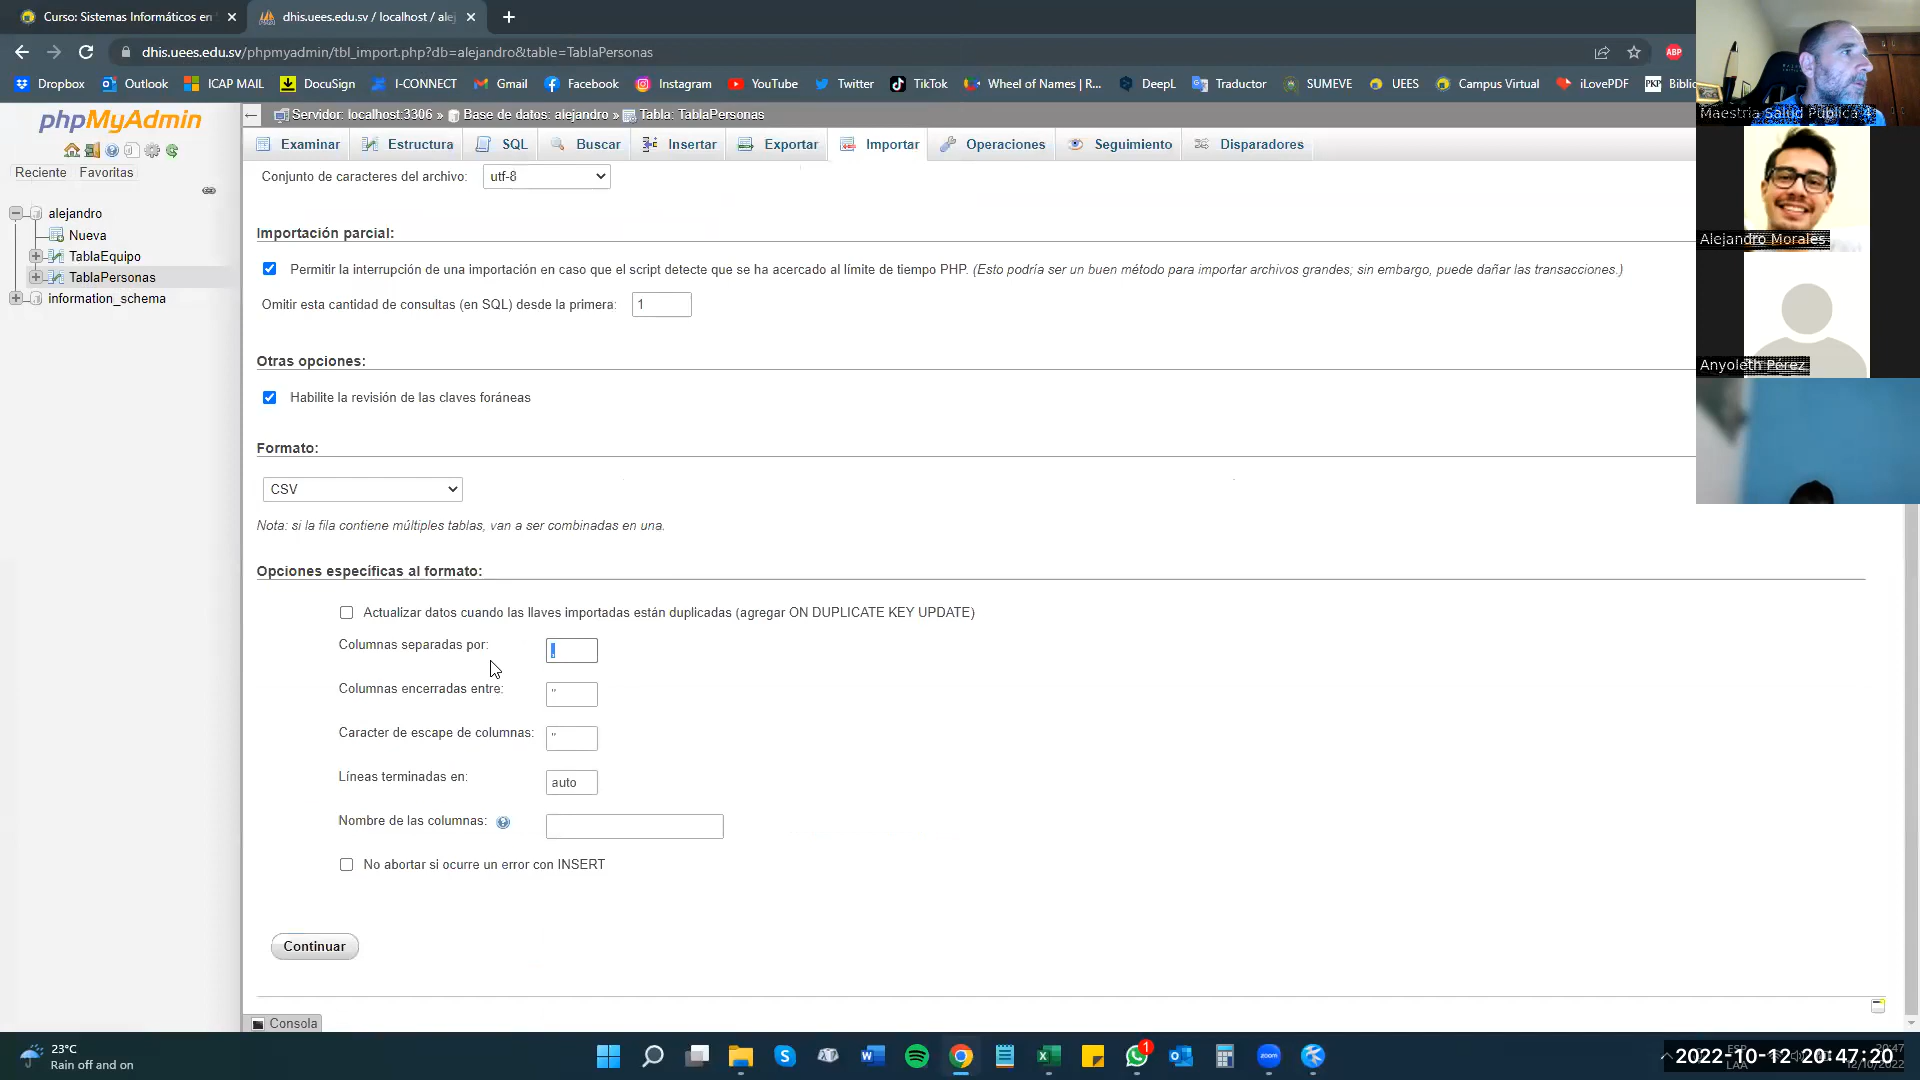 Curso: Sistemas Informáticos en
dhis.uees.edu.sv / localhost / ale
dhis.uees.edu.sv/phpmyadmin/tbl_import.php?db=alejandro&table=TablaPersonas
ABP
Dropbox
Outlook
ICAP MAIL
DocuSign
I-CONNECT
Gmail
Facebook
Instagram
YouTube
Twitter
TikTok
Wheel of Names | R...
DeepL
Traductor
SUMEVE
UEES
Campus Virtual
iLovePDF
PKP
Maestria Salud Publica 4
Alejandro Morales
Anyoleth Pérez
phpMyAdmin
Reciente
Favoritas
alejandro
Nueva
TablaEquipo
TablaPersonas
information_schema
Servidor: localhost:3306 » Base de datos: alejandro » Tabla: TablaPersonas
Examinar
Estructura
SQL
Buscar
Insertar
Exportar
Importar
Operaciones
Seguimiento
Disparadores
Conjunto de caracteres del archivo: utf-8
Importación parcial:
Permitir la interrupción de una importación en caso que el script detecte que se ha acercado al límite de tiempo PHP. (Esto podría ser un buen método para importar archivos grandes; sin embargo, puede dañar las transacciones.)
Omitir esta cantidad de consultas (en SQL) desde la primera: 1
Otras opciones:
Habilite la revisión de las claves foráneas
Formato:
CSV
Nota: si la fila contiene múltiples tablas, van a ser combinadas en una.
Opciones específicas al formato:
Actualizar datos cuando las llaves importadas están duplicadas (agregar ON DUPLICATE KEY UPDATE)
Columnas separadas por: ,
Columnas encerradas entre: "
Caracter de escape de columnas: "
Líneas terminadas en: auto
Nombre de las columnas:
No abortar si ocurre un error con INSERT
Continuar
Consola
23°C
Rain off and on
1
zoom
ESP
LAA
2022-10-12 20:47:20